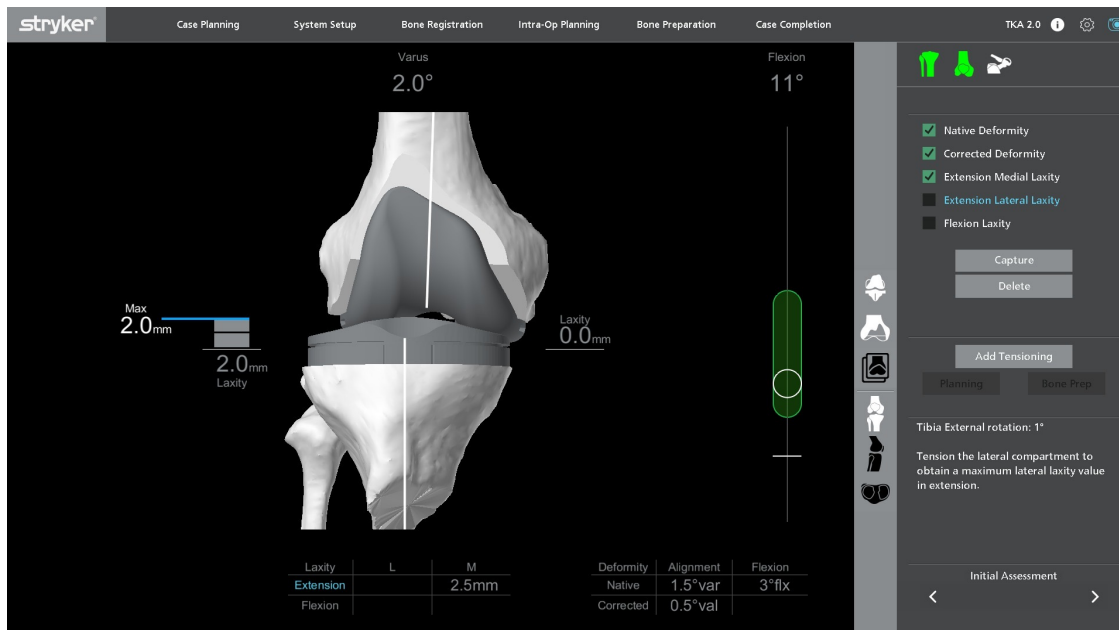 stryker
Case Planning
System Setup
Bone Registration
Intra-Op Planning
Bone Preparation
Case Completion
TKA 2.0
Varus
2.0°
Flexion
11°
Max
2.0mm
2.0mm
Laxity
Laxity
0.0mm
Native Deformity
Corrected Deformity
Extension Medial Laxity
Extension Lateral Laxity
Flexion Laxity
Capture
Delete
Add Tensioning
Planning
Bone Prep
Tibia External rotation: 1°
Tension the lateral compartment to
obtain a maximum lateral laxity value
in extension.
Laxity L M
Extension 2.5mm
Flexion
Deformity Alignment Flexion
Native 1.5°var 3°flx
Corrected 0.5°val
Initial Assessment